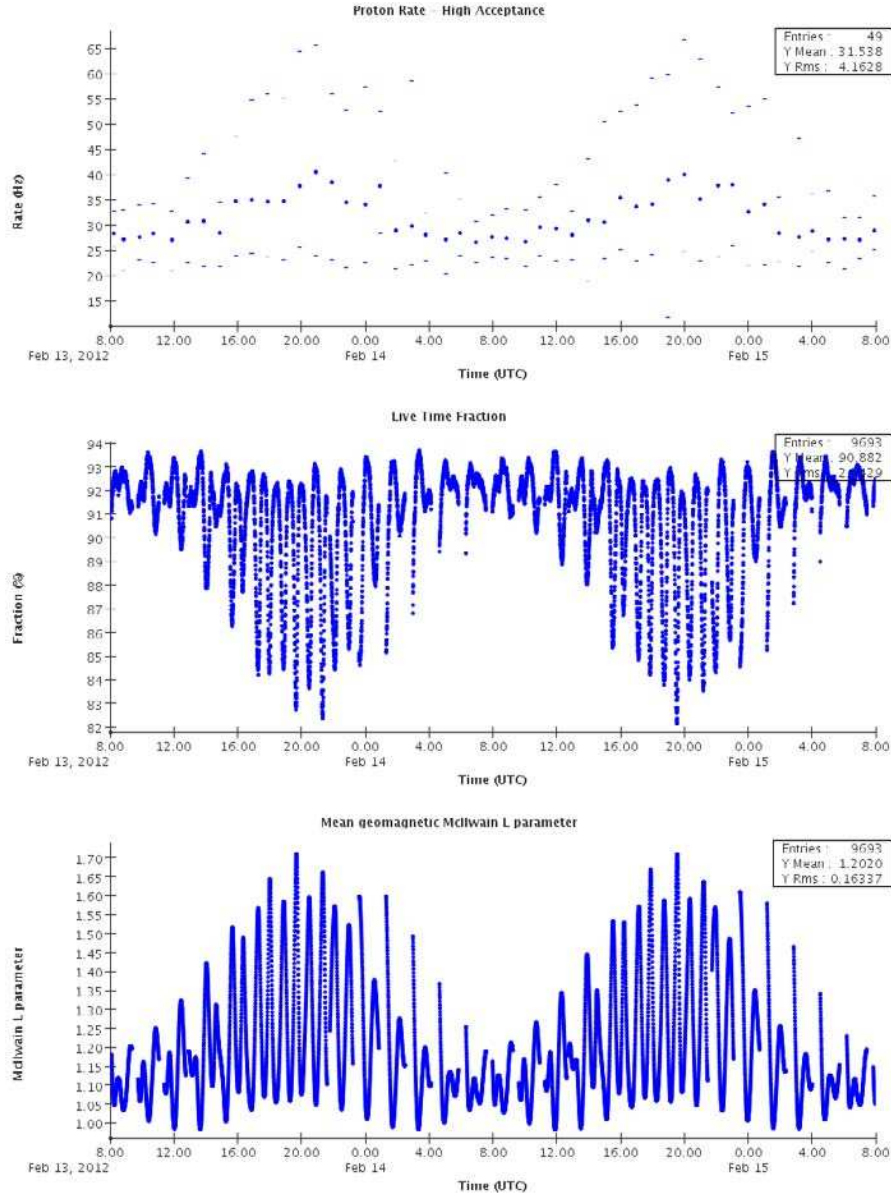 Proton Rate - High Acceptance
Entries : 49
Y Mean : 31.538
Y Rms : 4.1628
65
60
55
50
45
40
35
30
25
20
15
Rate (Hz)
8.00 12.00 16.00 20.00 0.00 4.00 8.00 12.00 16.00 20.00 0.00 4.00 8.00
Feb 13, 2012 Feb 14 Feb 15
Time (UTC)
Live Time Fraction
Entries : 9693
Y Mean : 90.882
Y Rms :
94
93
92
91
90
89
88
87
86
85
84
83
82
Fraction (%)
8.00 12.00 16.00 20.00 0.00 4.00 8.00 12.00 16.00 20.00 0.00 4.00 8.00
Feb 13, 2012 Feb 14 Feb 15
Time (UTC)
Mean geomagnetic McIlwain L parameter
Entries : 9693
Y Mean : 1.2020
Y Rms : 0.16337
1.70
1.65
1.60
1.55
1.50
1.45
1.40
1.35
1.30
1.25
1.20
1.15
1.10
1.05
1.00
McIlwain L parameter
8.00 12.00 16.00 20.00 0.00 4.00 8.00 12.00 16.00 20.00 0.00 4.00 8.00
Feb 13, 2012 Feb 14 Feb 15
Time (UTC)